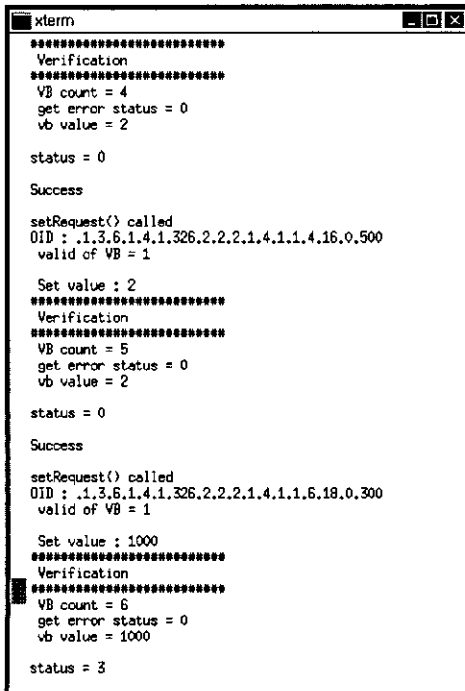 xterm
##########################
Verification
##########################
VB count = 4
get error status = 0
vb value = 2
status = 0
Success
setRequest() called
OID : .1.3.6.1.4.1.326.2.2.2.1.4.1.1.4.16.0.500
valid of VB = 1
Set value : 2
##########################
Verification
##########################
VB count = 5
get error status = 0
vb value = 2
status = 0
Success
setRequest() called
OID : .1.3.6.1.4.1.326.2.2.2.1.4.1.1.6.18.0.300
valid of VB = 1
Set value : 1000
##########################
Verification
##########################
VB count = 6
get error status = 0
vb value = 1000
status = 3